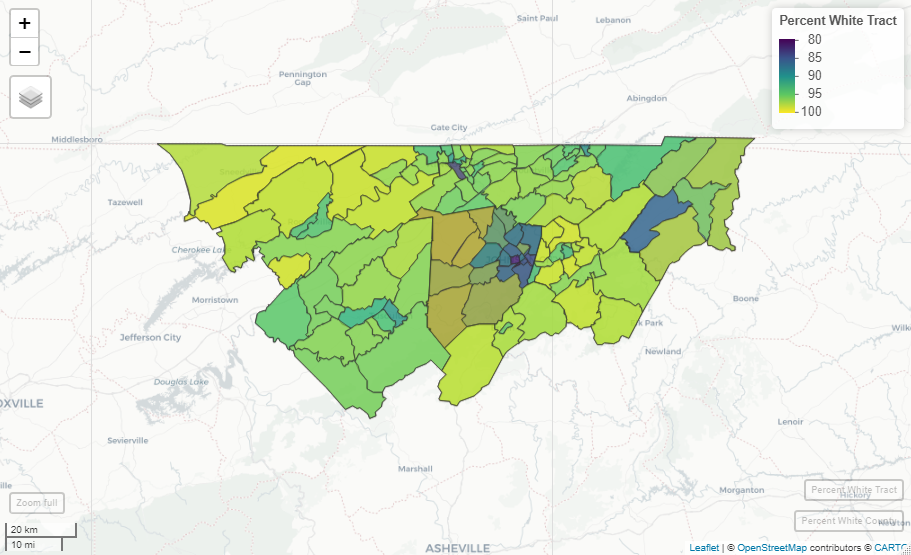 +
−
Saint Paul
Lebanon
Percent White Tract
80
85
90
95
100
Pennington
Gap
Abingdon
Gate City
Middlesboro
Tazewell
Cherokee
Morristown
Boone
Jefferson City
k Park
Newland
Douglas Lake
OXVILLE
Lenoir
Sevierville
Marshall
Morganton
Percent White Tract
Hickory
Zoom full
Percent White County
Newton
20 km
10 mi
ASHEVILLE
Leaflet | © OpenStreetMap contributors © CARTO